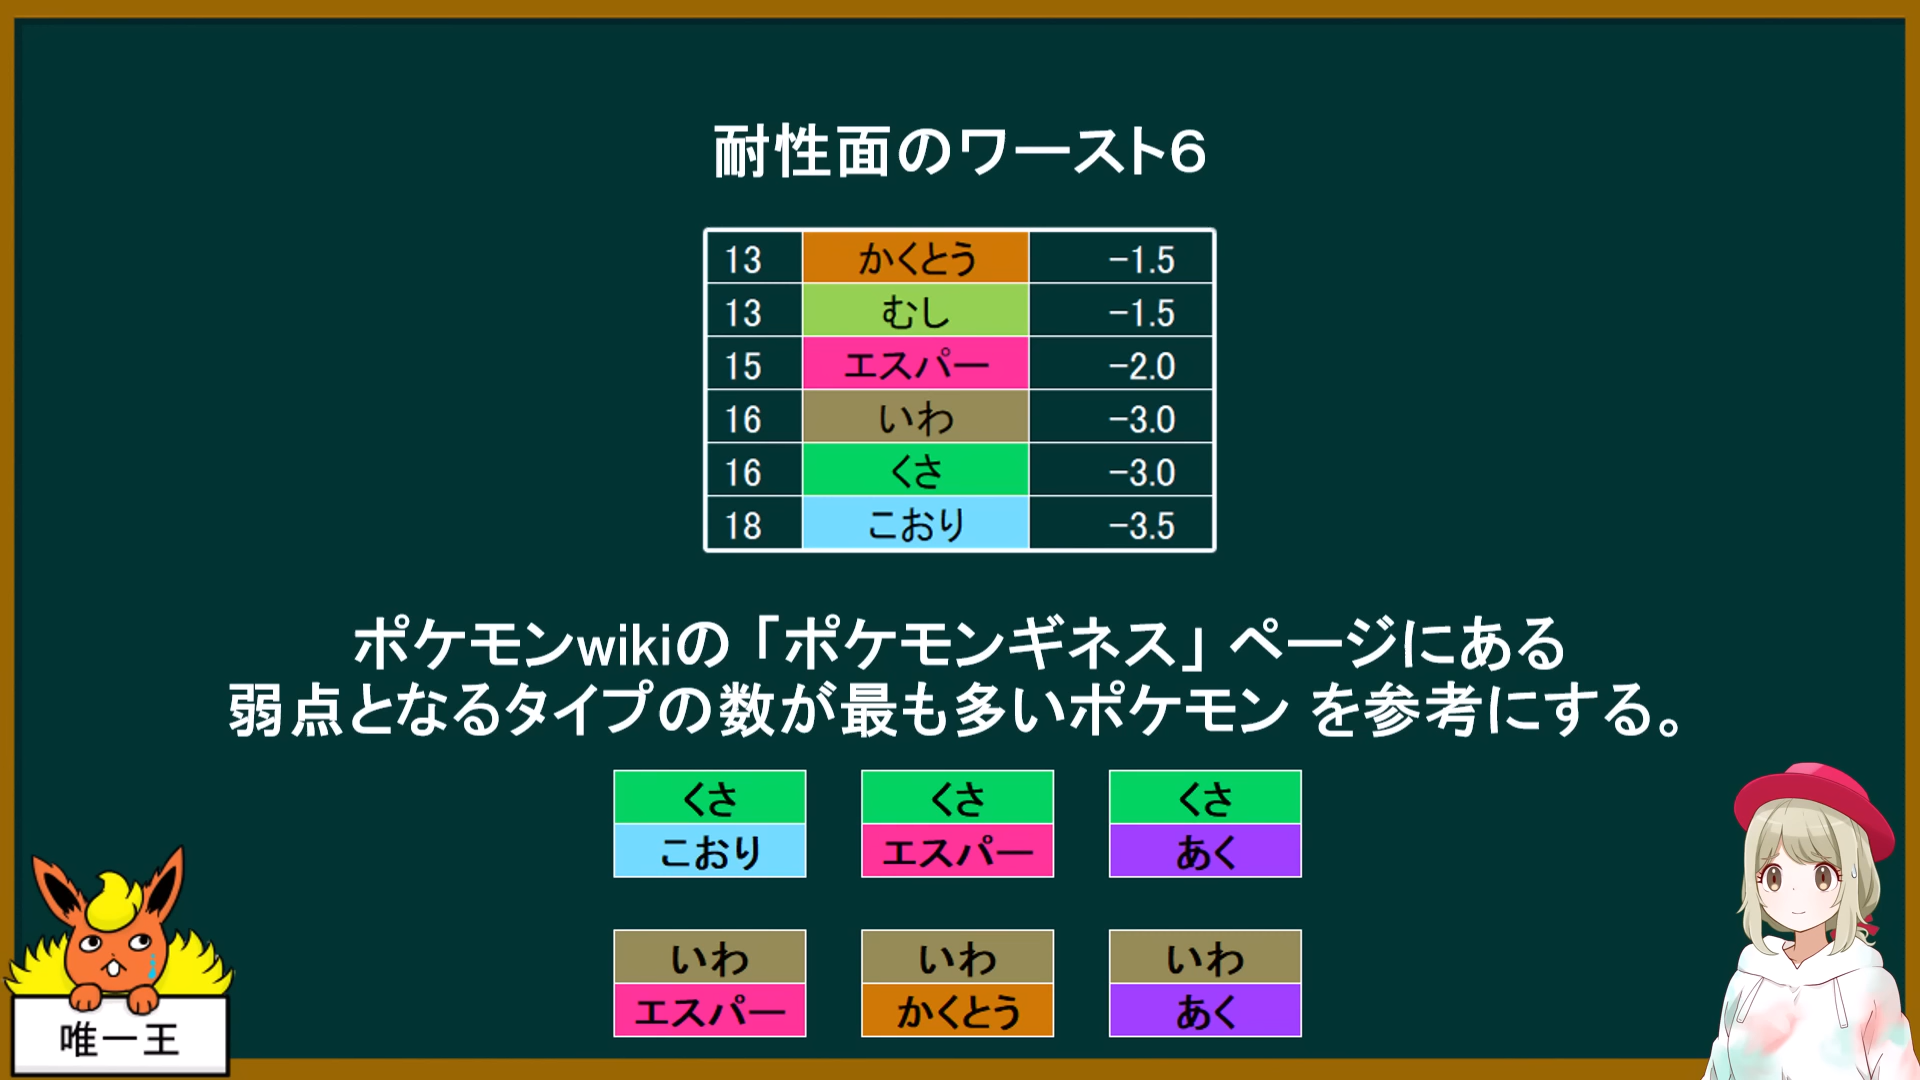 耐性面のワースト6
13 かくとう −1.5
13 むし −1.5
15 エスパー −2.0
16 いわ −3.0
16 くさ −3.0
18 こおり −3.5
ポケモンwikiの「ポケモンギネス」ページにある
弱点となるタイプの数が最も多いポケモン を参考にする。
くさ くさ くさ
こおり エスパー あく
いわ いわ いわ
エスパー かくとう あく
唯一王